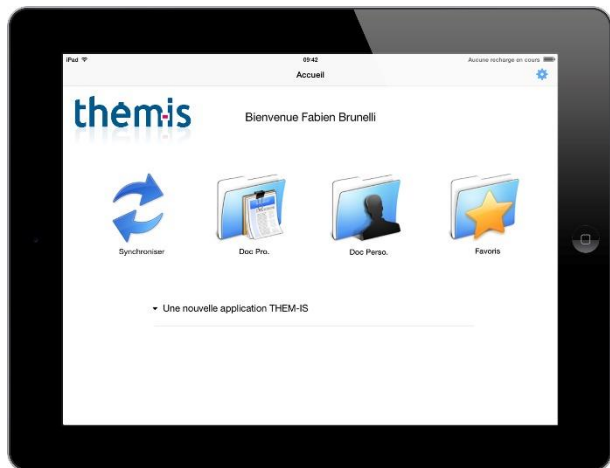 iPad
09:42
Aucune recharge en cours
Accueil
themis
Bienvenue Fabien Brunelli
Synchroniser
Doc Pro.
Doc Perso.
Favoris
Une nouvelle application THEM-IS